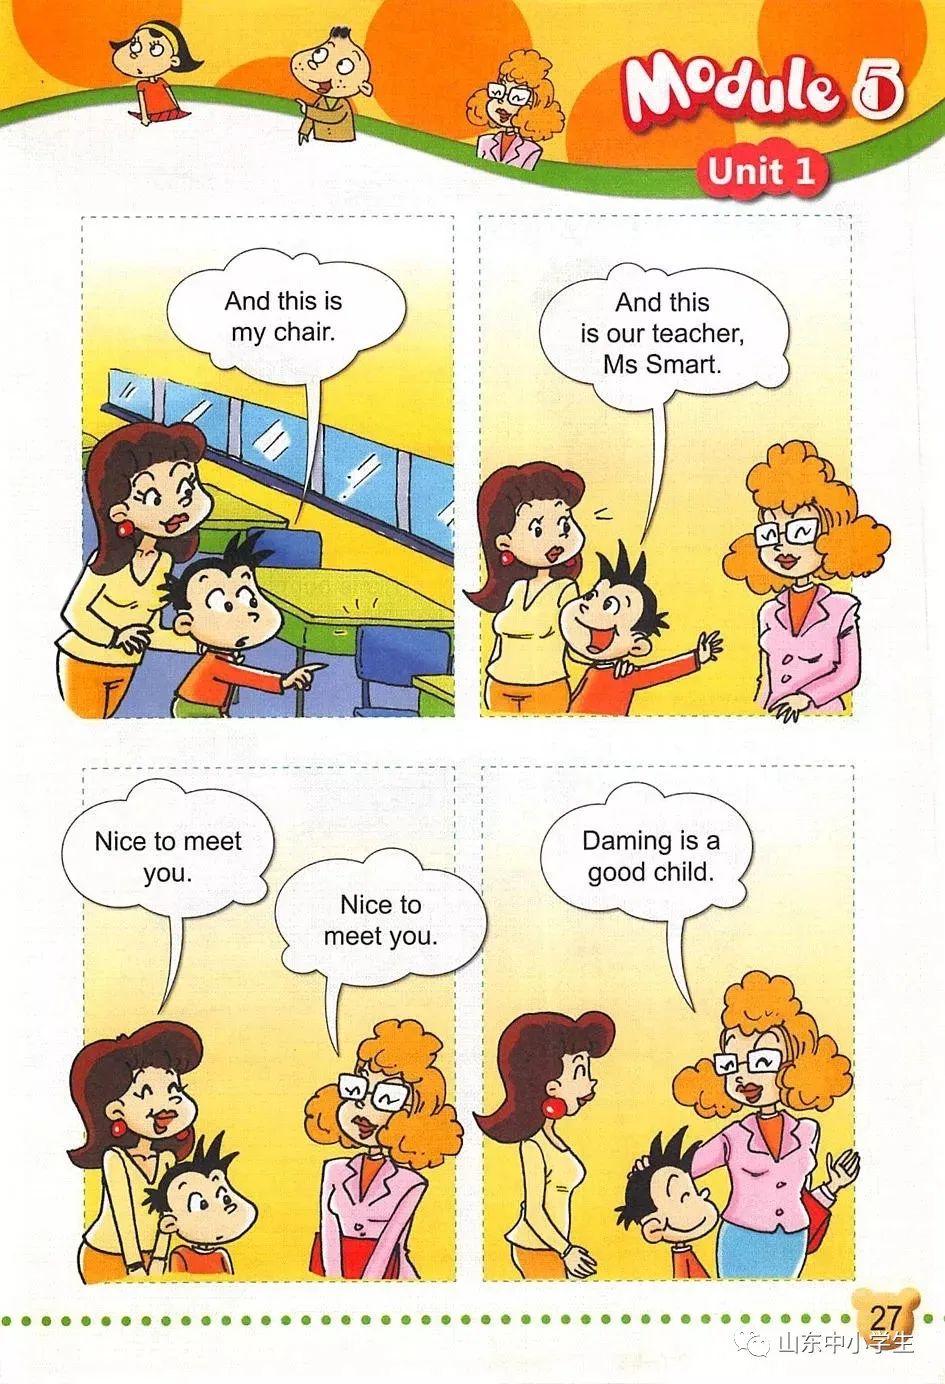 Module 5
Unit 1
And this is
my chair.
And this
is our teacher,
Ms Smart.
Nice to meet
you.
Nice to
meet you.
Daming is a
good child.
27
山东中小学生